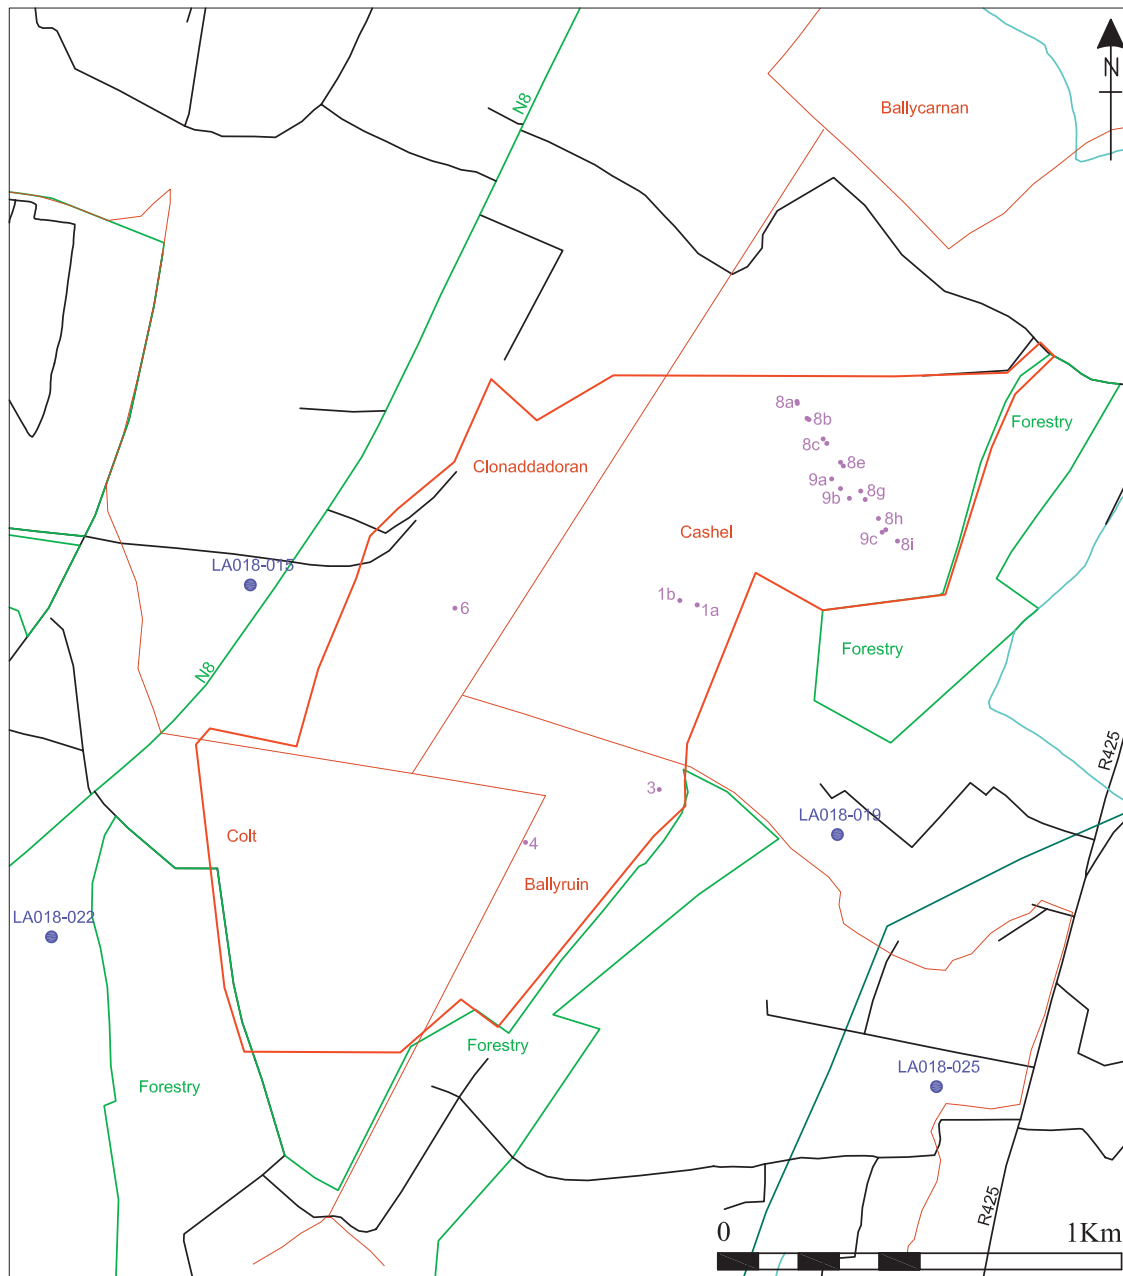 N8
N
Ballycarnan
8a
8b
Forestry
8c
Clonaddadoran
8e
9a
8g
9b
8h
Cashel
9c
8i
LA018-015
1b
1a
6
Forestry
N8
R425
3
LA018-019
Colt
4
Ballyruin
LA018-022
Forestry
LA018-025
Forestry
R425
0 1Km